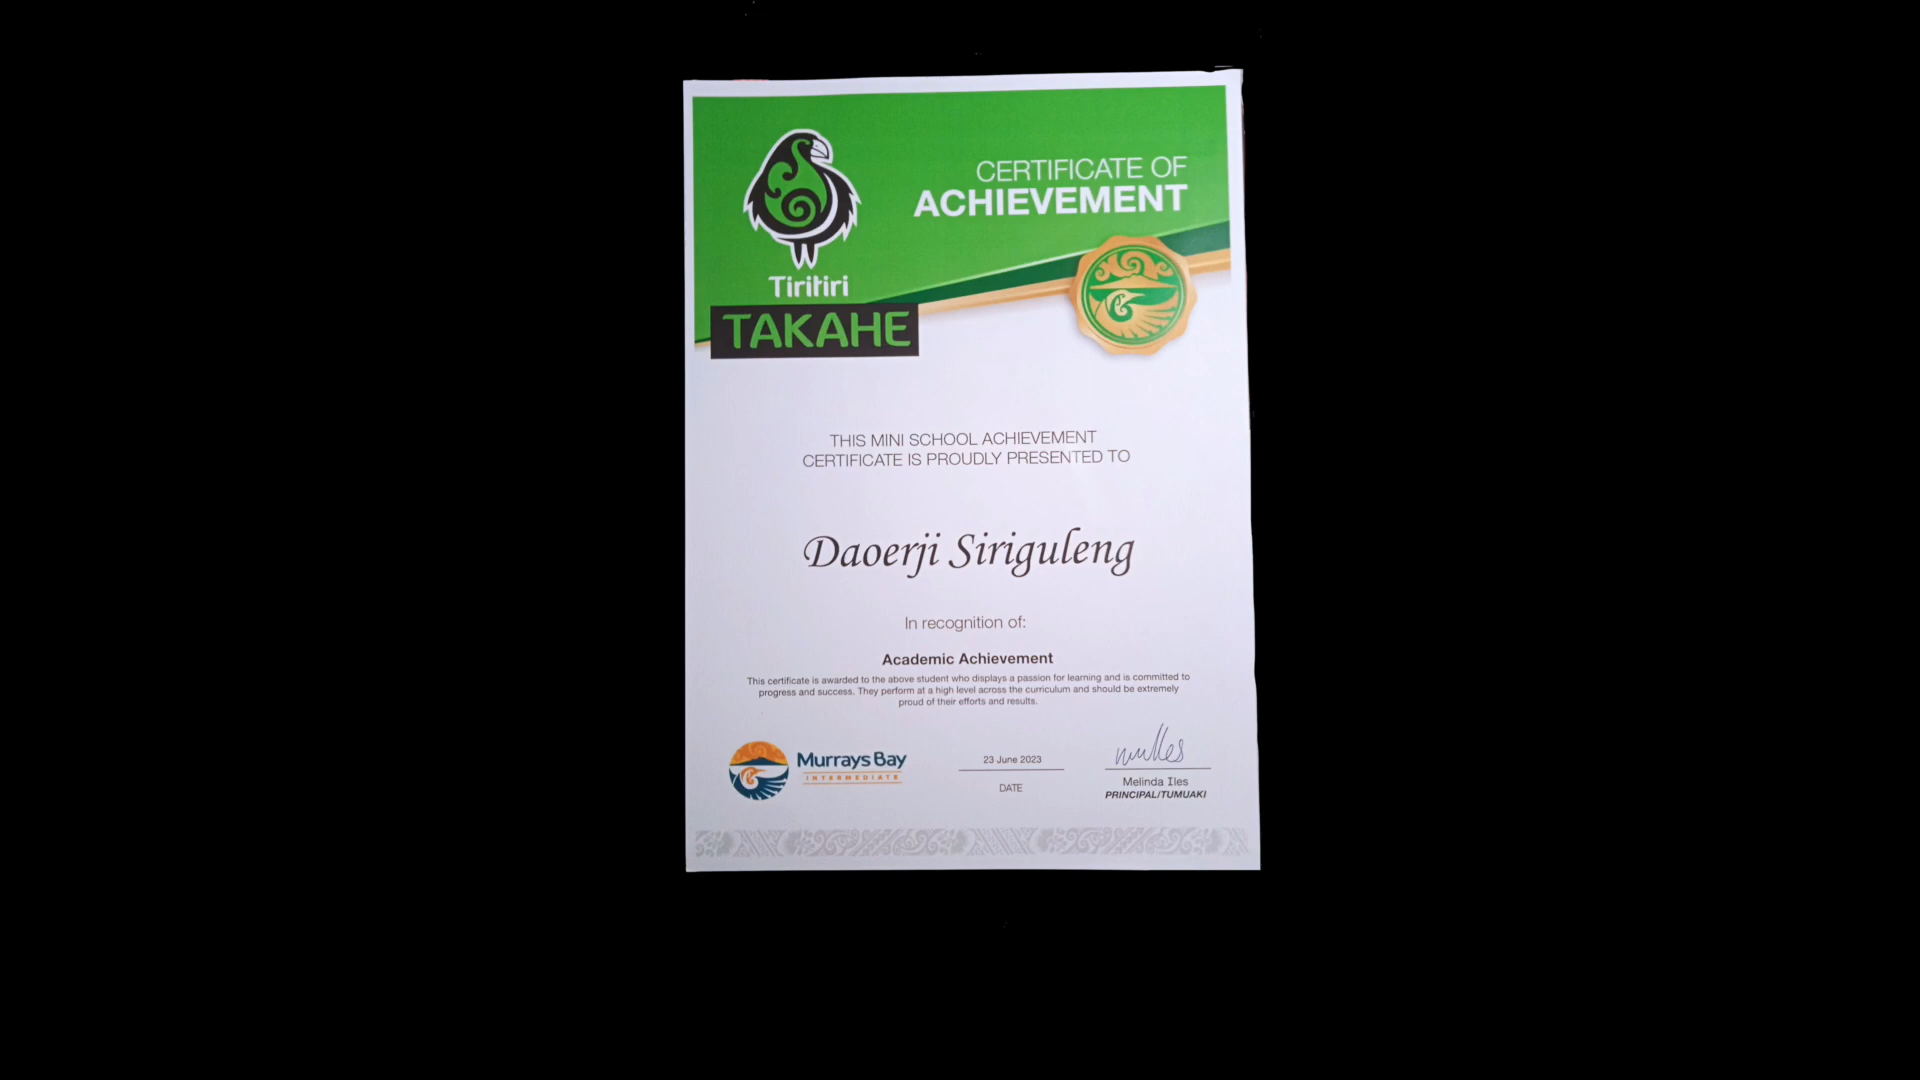 CERTIFICATE OF
ACHIEVEMENT
Tiritiri
TAKAHE
THIS MINI SCHOOL ACHIEVEMENT
CERTIFICATE IS PROUDLY PRESENTED TO
Daoerji Siriguleng
In recognition of:
Academic Achievement
This certificate is awarded to the above student who displays a passion for learning and is committed to
progress and success. They perform at a high level across the curriculum and should be extremely
proud of their efforts and results.
Murrays Bay
INTERMEDIATE
23 June 2023
DATE
Melinda Iles
PRINCIPAL/TUMUAKI